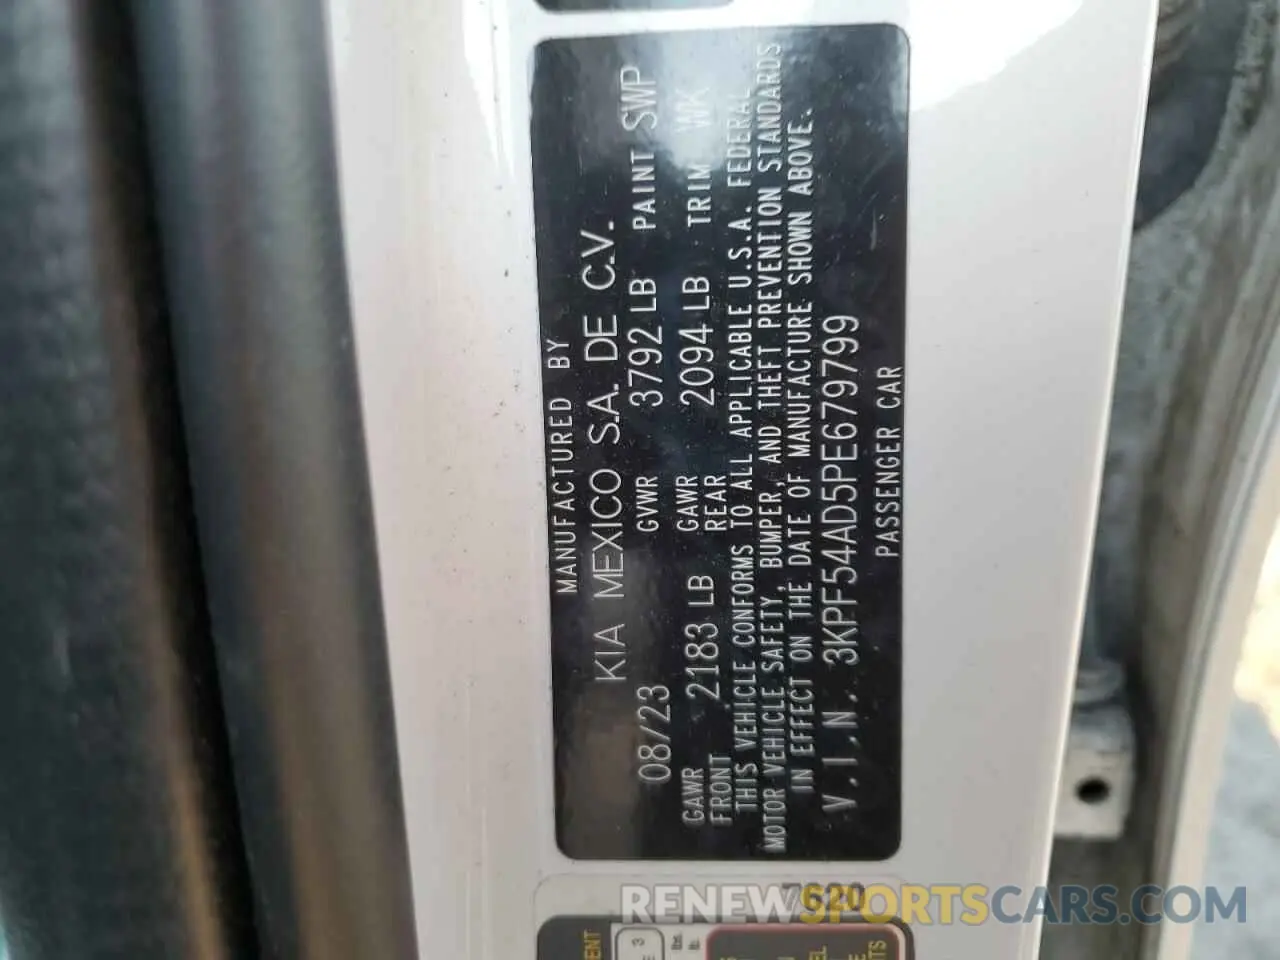 MANUFACTURED BY
KIA MEXICO S.A. DE C.V.
08/23 GVWR 3792 LB PAINT SWP
GAWR FRONT 2183 LB GAWR REAR 2094 LB TRIM WK
THIS VEHICLE CONFORMS TO ALL APPLICABLE U.S.A. FEDERAL
MOTOR VEHICLE SAFETY, BUMPER, AND THEFT PREVENTION STANDARDS
IN EFFECT ON THE DATE OF MANUFACTURE SHOWN ABOVE.
V.I.N. 3KPF54AD5PE679799
PASSENGER CAR
7620
RENEWSPORTSCARS.COM